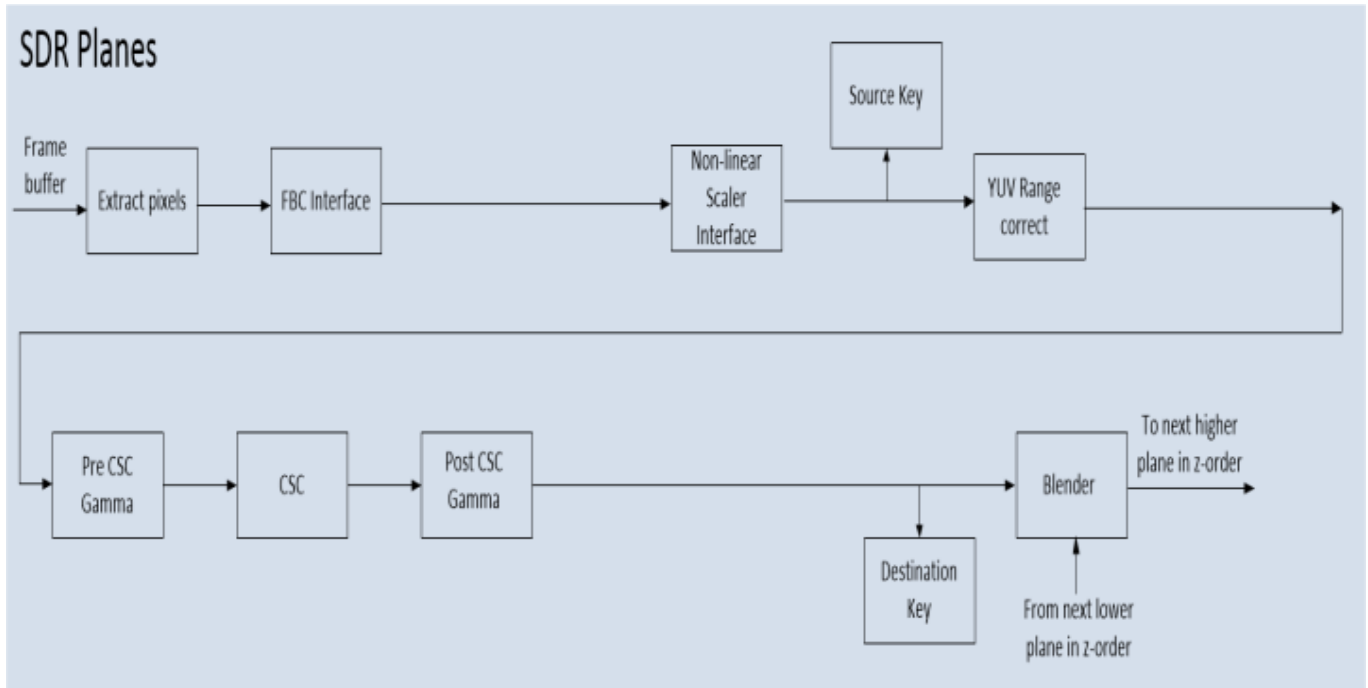 SDR Planes
Frame
buffer
Extract pixels
FBC Interface
Non-linear
Scaler
Interface
Source Key
YUV Range
correct
Pre CSC
Gamma
CSC
Post CSC
Gamma
Destination
Key
Blender
To next higher
plane in z-order
From next lower
plane in z-order